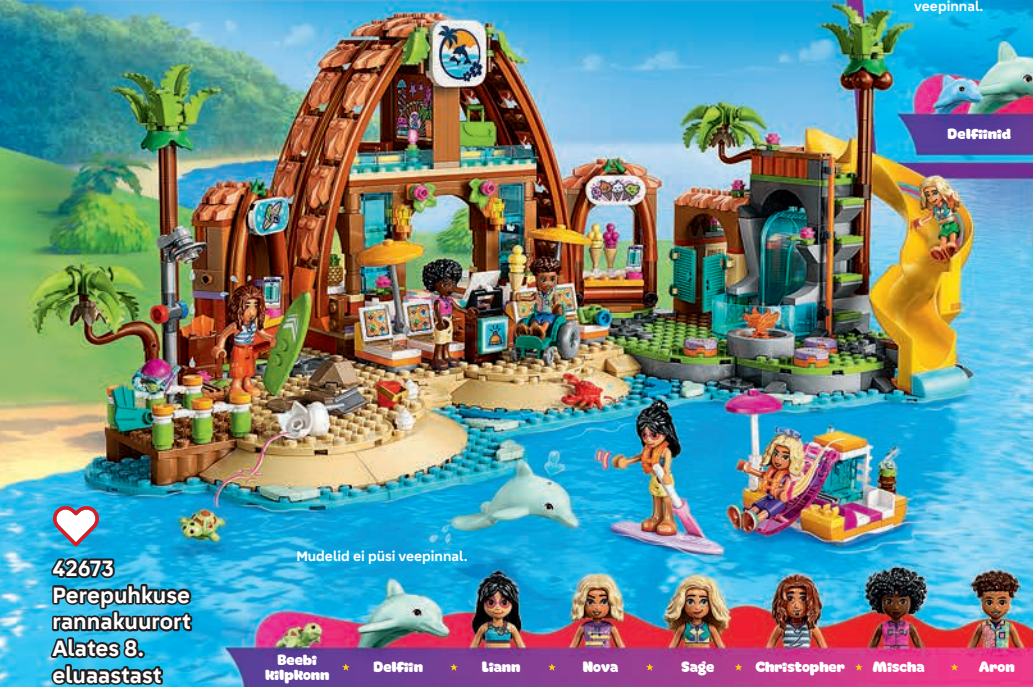 veepinnal.
Delfiinid
Mudelid ei püsi veepinnal.
42673
Perepuhkuse
rannakuurort
Alates 8.
eluaastast
Beebi
kilpkonn
Delfiin
Liann
Nova
Sage
Christopher
Mischa
Aron